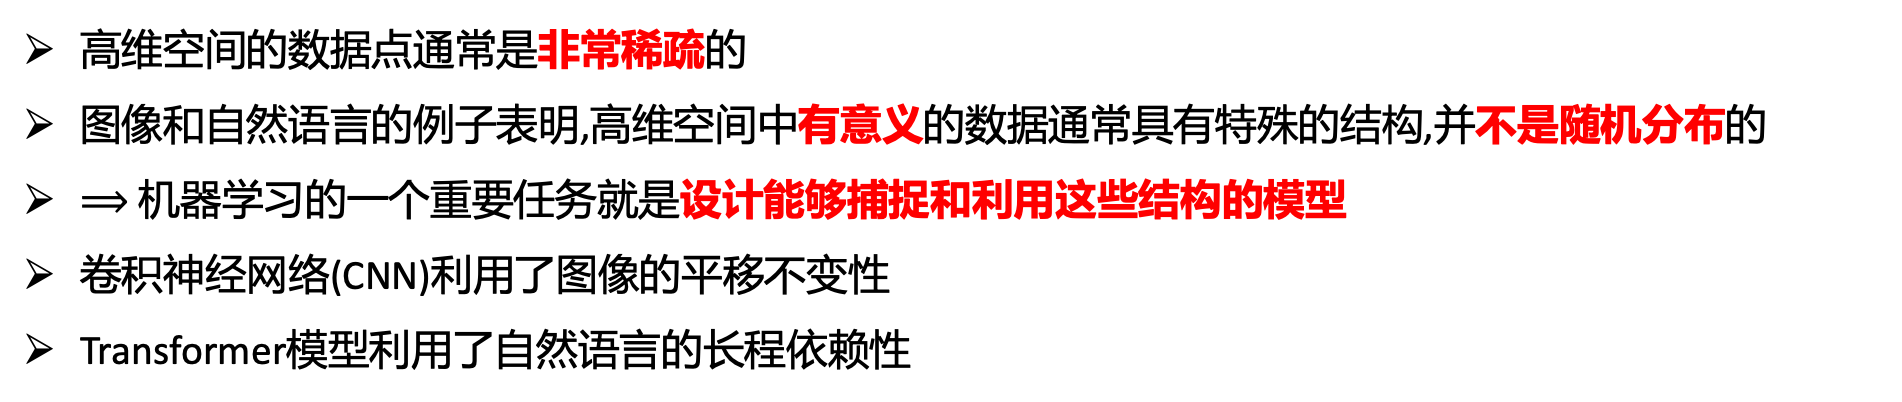 ➢ 高维空间的数据点通常是非常稀疏的
➢ 图像和自然语言的例子表明,高维空间中有意义的数据通常具有特殊的结构,并不是随机分布的
➢ ⟹ 机器学习的一个重要任务就是设计能够捕捉和利用这些结构的模型
➢ 卷积神经网络(CNN)利用了图像的平移不变性
➢ Transformer模型利用了自然语言的长程依赖性